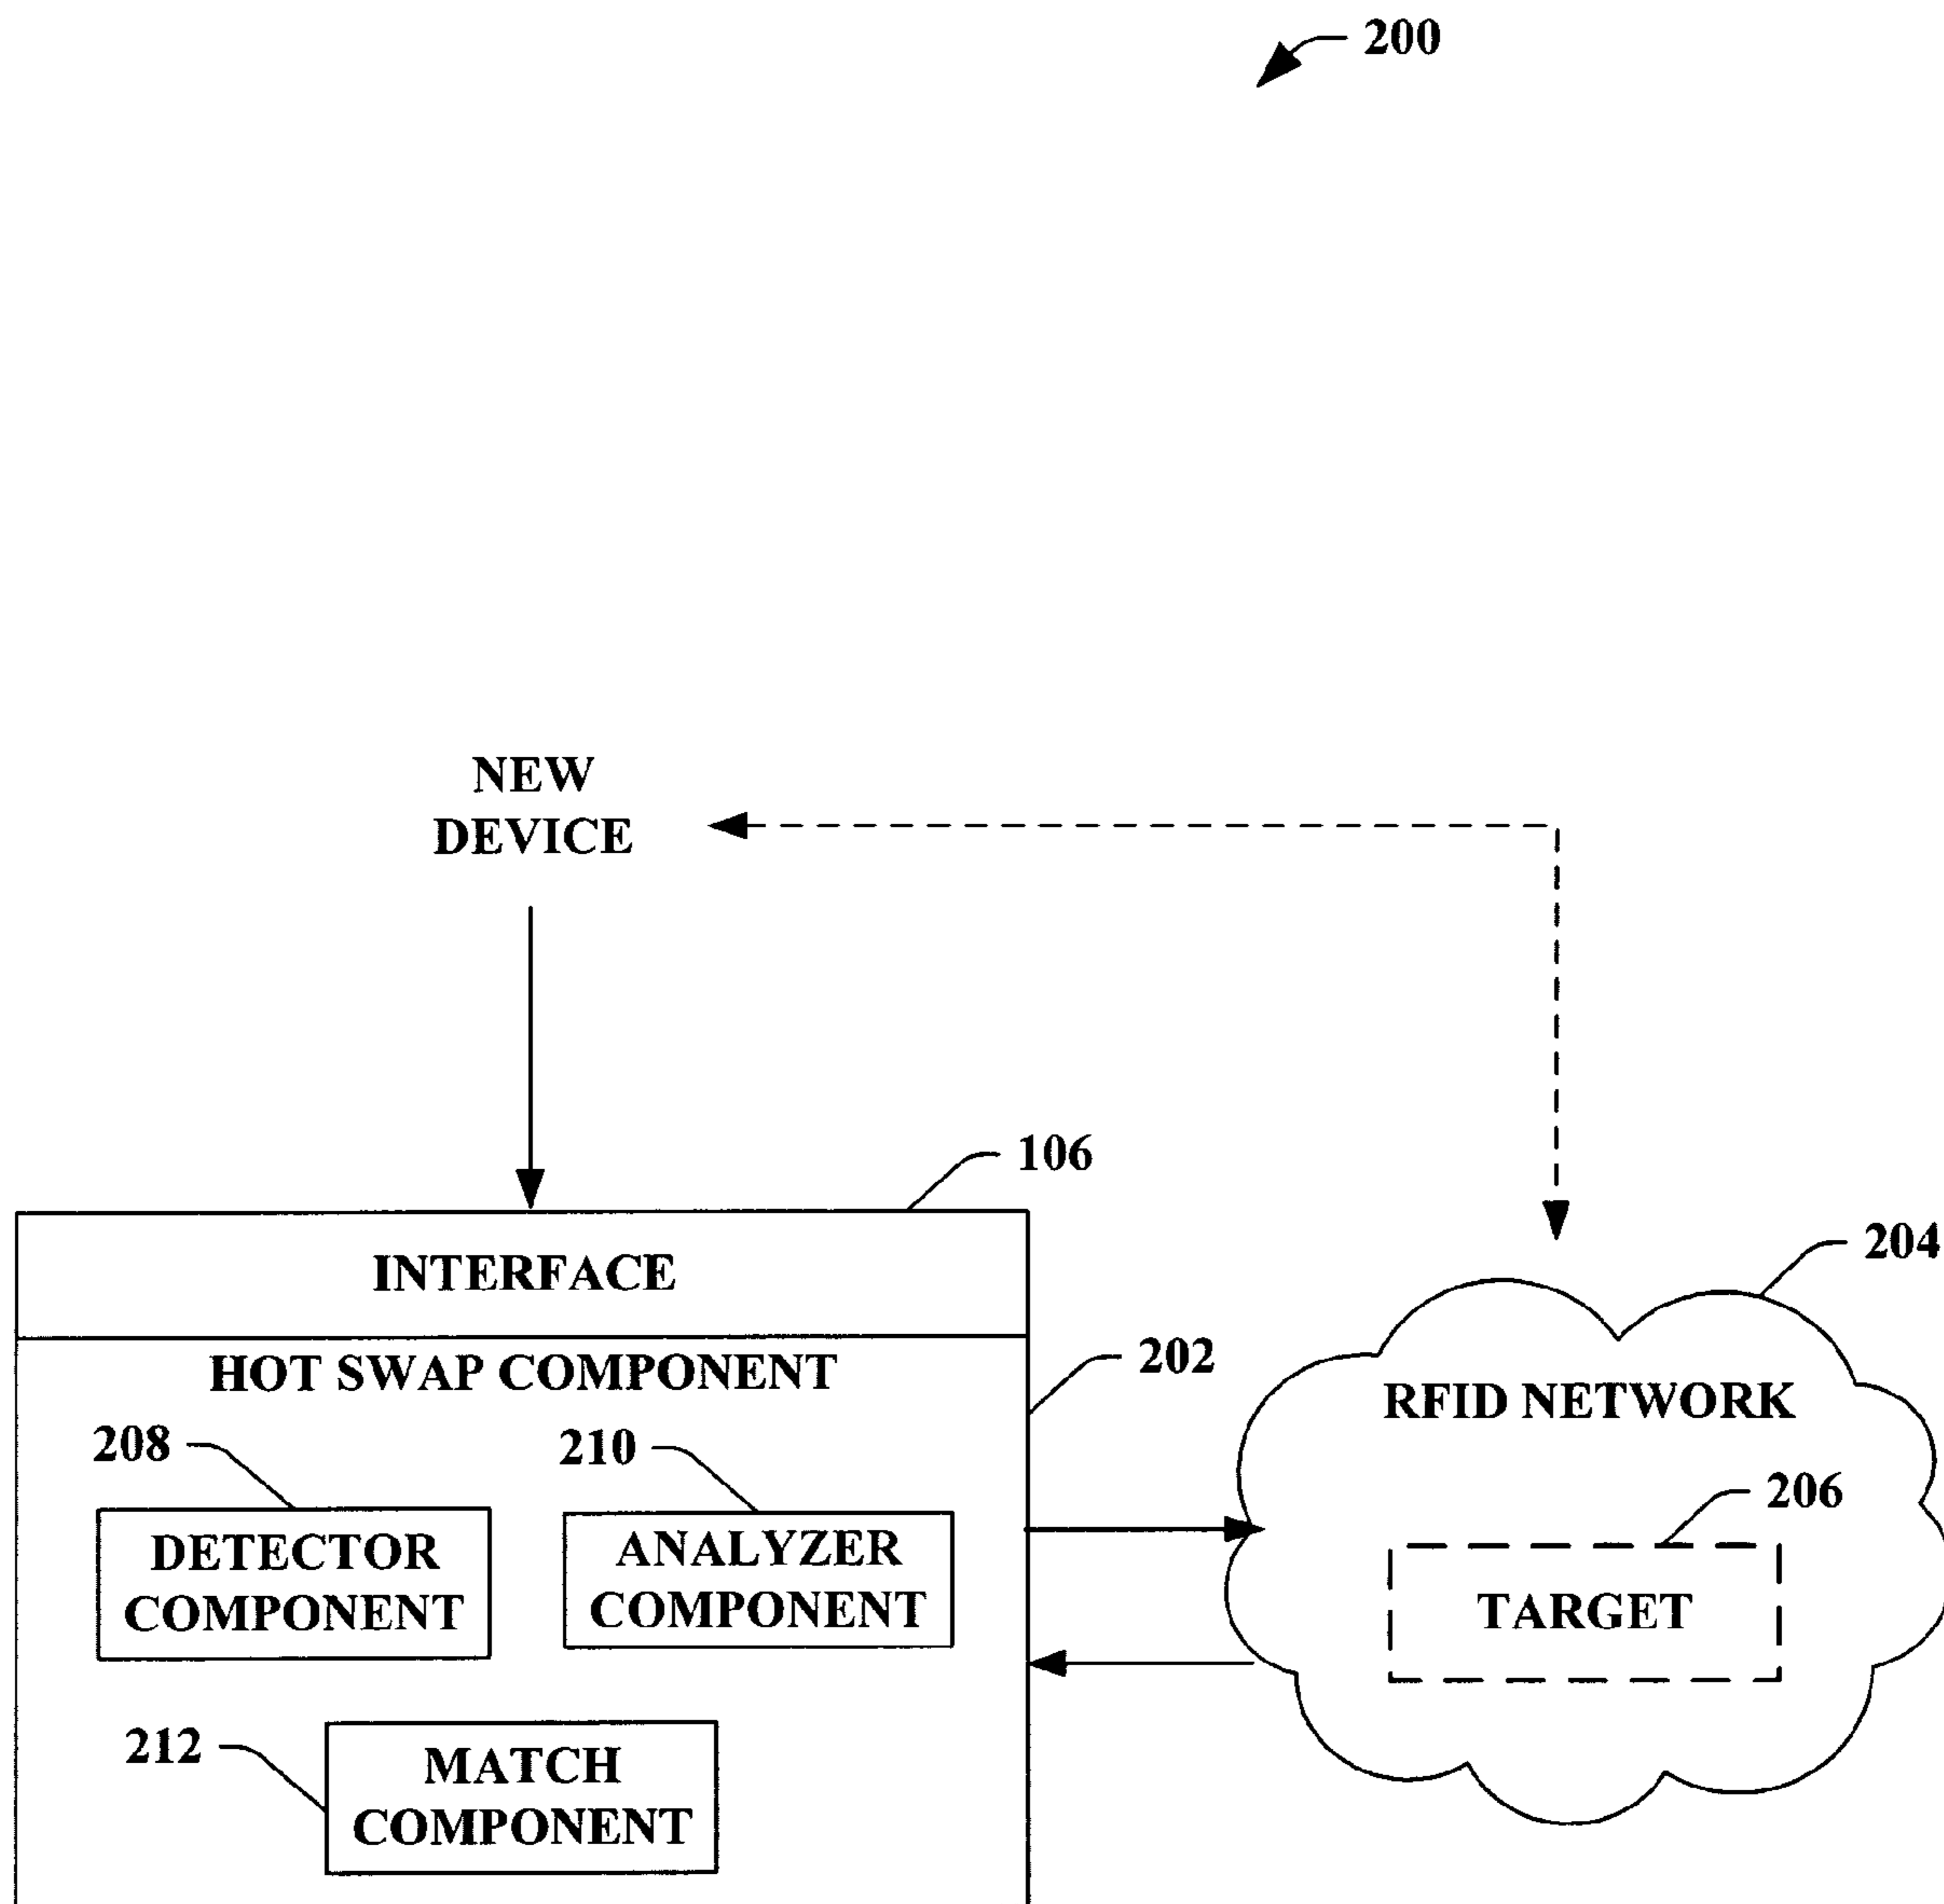 200
NEW
DEVICE
106
INTERFACE
204
HOT SWAP COMPONENT
202
RFID NETWORK
208
210
206
DETECTOR
COMPONENT
ANALYZER
COMPONENT
TARGET
212
MATCH
COMPONENT